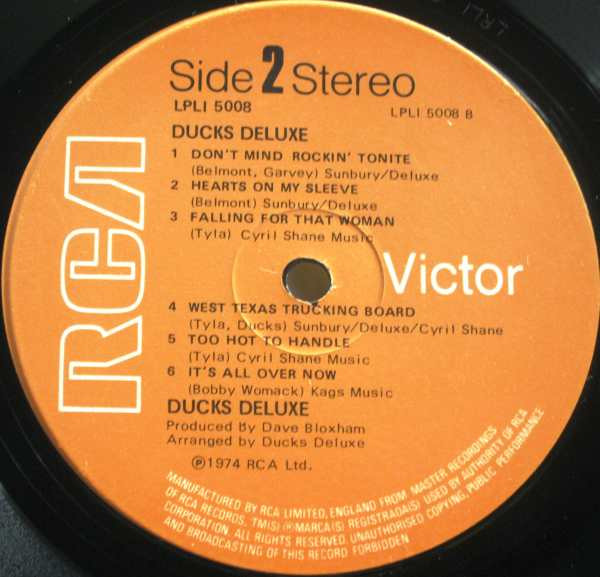 Side 2 Stereo
LPLI 5008
LPLI 5008 B
DUCKS DELUXE
1 DON'T MIND ROCKIN' TONITE
(Belmont, Garvey) Sunbury/Deluxe
2 HEARTS ON MY SLEEVE
(Belmont) Sunbury/Deluxe
3 FALLING FOR THAT WOMAN
(Tyla) Cyril Shane Music
RCA
Victor
4 WEST TEXAS TRUCKING BOARD
(Tyla, Ducks) Sunbury/Deluxe/Cyril Shane
5 TOO HOT TO HANDLE
(Tyla) Cyril Shane Music
6 IT'S ALL OVER NOW
(Bobby Womack) Kags Music
DUCKS DELUXE
Produced By Dave Bloxham
Arranged by Ducks Deluxe
℗1974 RCA Ltd.
MANUFACTURED BY RCA LIMITED, ENGLAND FROM MASTER RECORDINGS
OF RCA RECORDS. TM(S) ® MARCA(S) REGISTRADA(S) USED BY AUTHORITY OF RCA
CORPORATION. ALL RIGHTS RESERVED. UNAUTHORISED COPYING, PUBLIC PERFORMANCE
AND BROADCASTING OF THIS RECORD FORBIDDEN